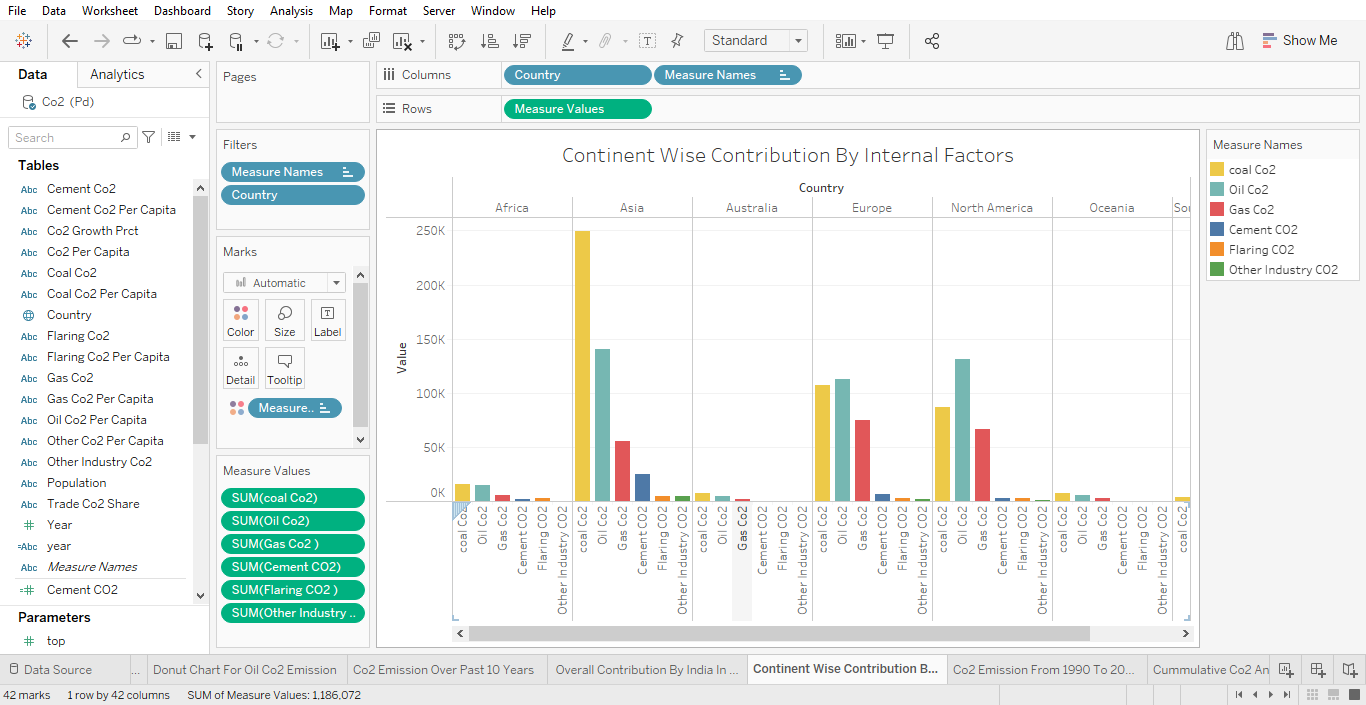 File Data Worksheet Dashboard Story Analysis Map Format Server Window Help
Standard
Show Me
Data Analytics
Co2 (Pd)
Search
Tables
Abc Cement Co2
Abc Cement Co2 Per Capita
Abc Co2 Growth Prct
Abc Co2 Per Capita
Abc Coal Co2
Abc Coal Co2 Per Capita
Country
Abc Flaring Co2
Abc Flaring Co2 Per Capita
Abc Gas Co2
Abc Gas Co2 Per Capita
Abc Oil Co2 Per Capita
Abc Other Co2 Per Capita
Abc Other Industry Co2
Abc Population
Abc Trade Co2 Share
# Year
=Abc year
Abc Measure Names
=# Cement CO2
Parameters
# top
Pages
Filters
Measure Names
Country
Marks
Automatic
Color Size Label
Detail Tooltip
Measure..
Measure Values
SUM(coal Co2)
SUM(Oil Co2)
SUM(Gas Co2 )
SUM(Cement CO2)
SUM(Flaring CO2 )
SUM(Other Industry ..
Columns Country Measure Names
Rows Measure Values
Continent Wise Contribution By Internal Factors
Country
Africa Asia Australia Europe North America Oceania Sou
Value
250K
200K
150K
100K
50K
0K
coal Co2 Oil Co2 Gas Co2 Cement CO2 Flaring CO2 Other Industry CO2 coal Co2 Oil Co2 Gas Co2 Cement CO2 Flaring CO2 Other Industry CO2 coal Co2 Oil Co2 Gas Co2 Cement CO2 Flaring CO2 Other Industry CO2 coal Co2 Oil Co2 Gas Co2 Cement CO2 Flaring CO2 Other Industry CO2 coal Co2 Oil Co2 Gas Co2 Cement CO2 Flaring CO2 Other Industry CO2 coal Co2 Oil Co2 Gas Co2 Cement CO2 Flaring CO2 Other Industry CO2 coal Co2
Measure Names
coal Co2
Oil Co2
Gas Co2
Cement CO2
Flaring CO2
Other Industry CO2
Data Source ... Donut Chart For Oil Co2 Emission Co2 Emission Over Past 10 Years Overall Contribution By India In ... Continent Wise Contribution B... Co2 Emission From 1990 To 20... Cummulative Co2 An
42 marks 1 row by 42 columns SUM of Measure Values: 1,186,072